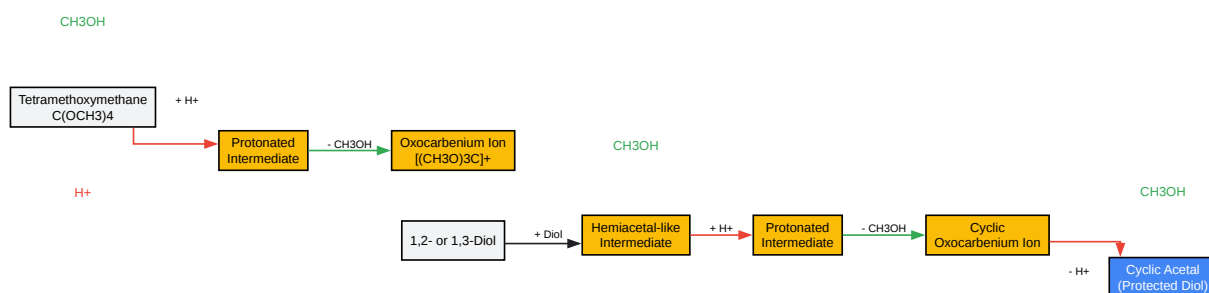 CH3OH
Tetramethoxymethane
C(OCH3)4
+ H+
Protonated
Intermediate
- CH3OH
Oxocarbenium Ion
[(CH3O)3C]+
CH3OH
H+
CH3OH
1,2- or 1,3-Diol
+ Diol
Hemiacetal-like
Intermediate
+ H+
Protonated
Intermediate
- CH3OH
Cyclic
Oxocarbenium Ion
- H+
Cyclic Acetal
(Protected Diol)